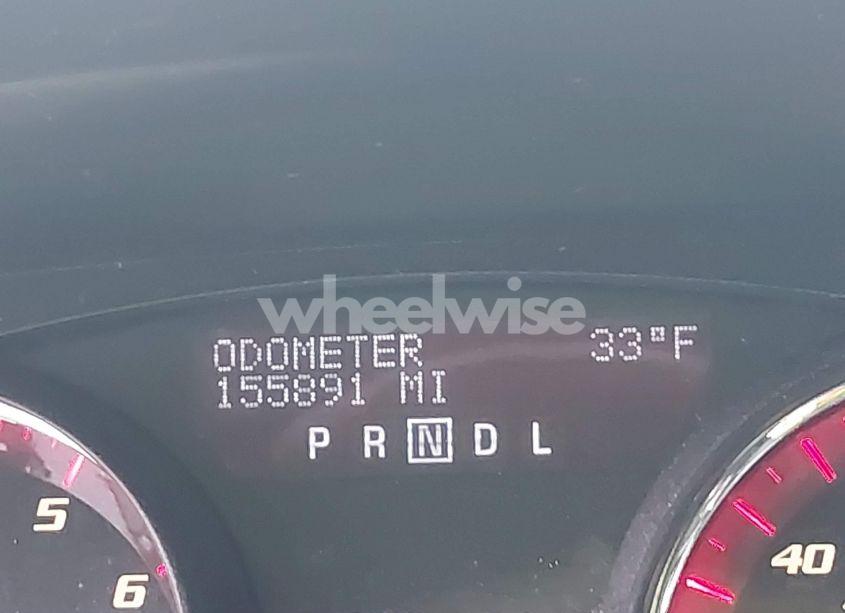 wheelwise
ODOMETER 33°F
155891 MI
P R N D L
5
6
40